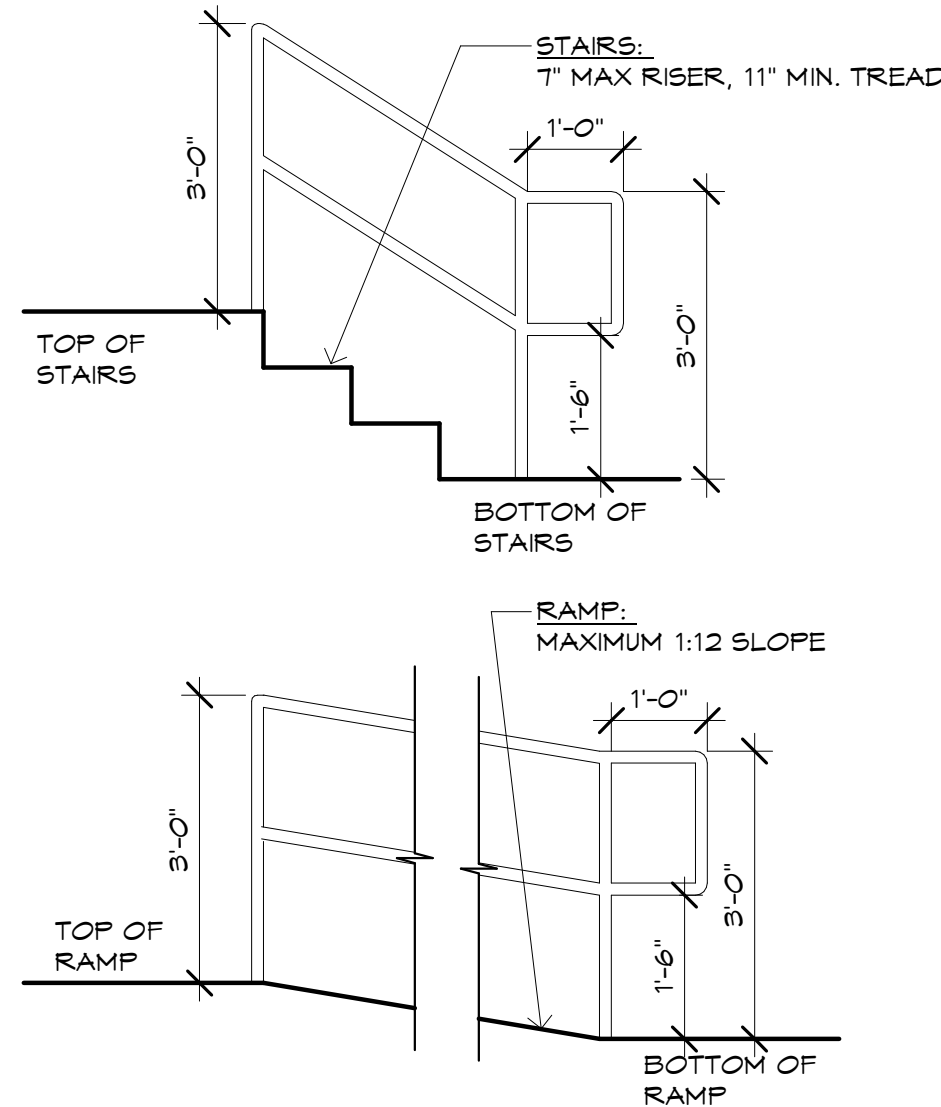 STAIRS:
7" MAX RISER, 11" MIN. TREAD
1'-0"
3'-0"
3'-0"
1'-6"
TOP OF
STAIRS
BOTTOM OF
STAIRS
RAMP:
MAXIMUM 1:12 SLOPE
1'-0"
3'-0"
3'-0"
1'-6"
TOP OF
RAMP
BOTTOM OF
RAMP